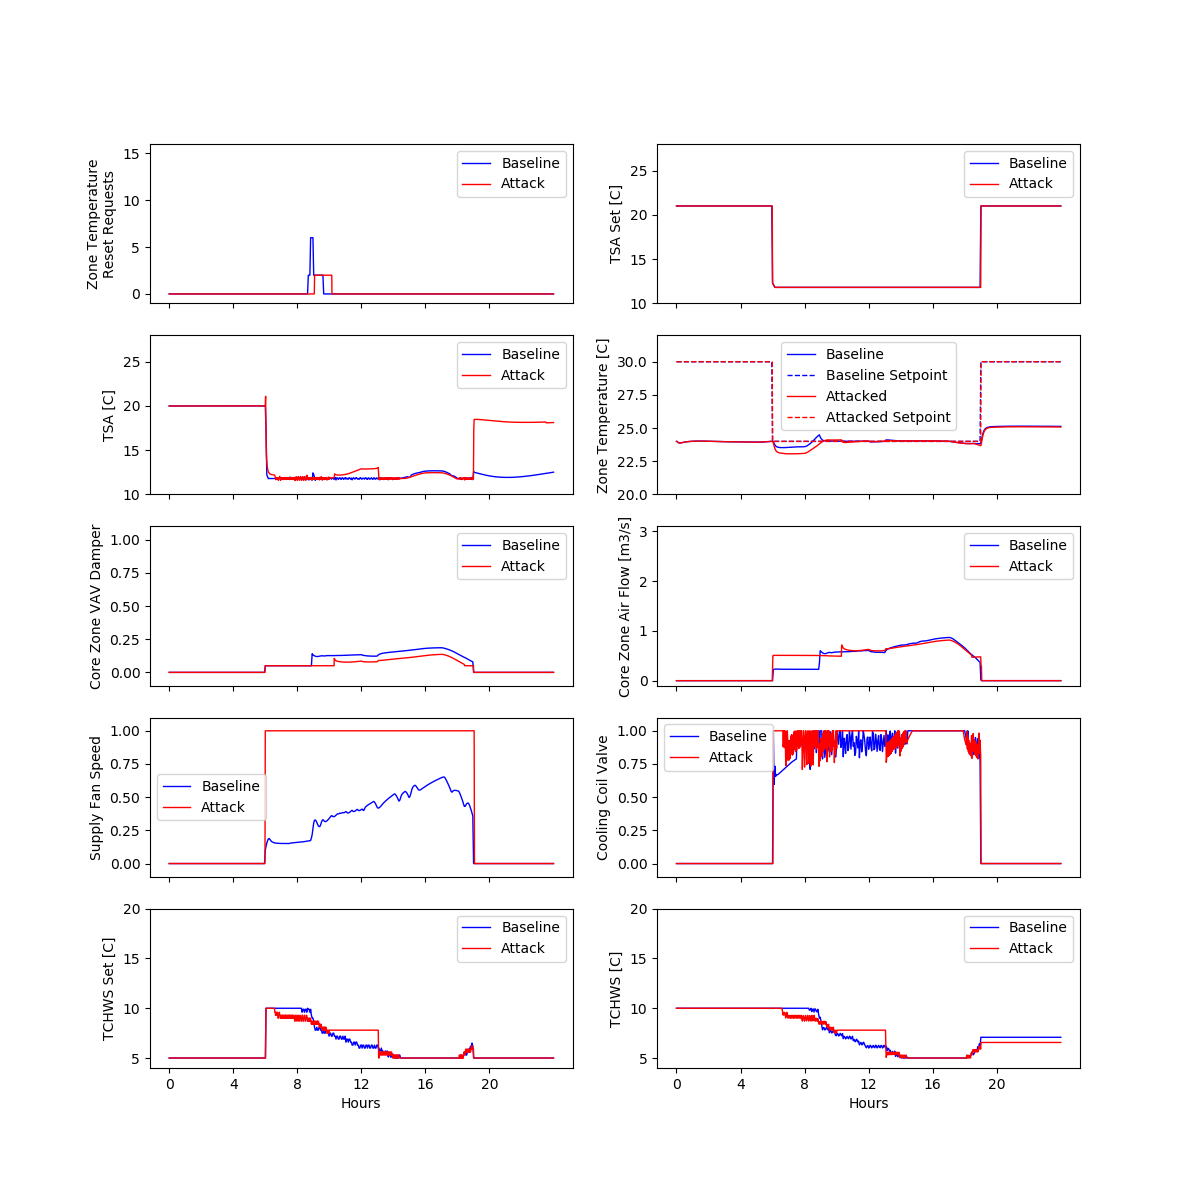 Zone Temperature
Reset Requests
15
10
5
0
Baseline
Attack
TSA Set [C]
25
20
15
10
Baseline
Attack
TSA [C]
25
20
15
10
Baseline
Attack
Zone Temperature [C]
30.0
27.5
25.0
22.5
20.0
Baseline
Baseline Setpoint
Attacked
Attacked Setpoint
Core Zone VAV Damper
1.00
0.75
0.50
0.25
0.00
Baseline
Attack
Core Zone Air Flow [m3/s]
3
2
1
0
Baseline
Attack
Supply Fan Speed
1.00
0.75
0.50
0.25
0.00
Baseline
Attack
Cooling Coil Valve
1.00
0.75
0.50
0.25
0.00
Baseline
Attack
TCHWS Set [C]
20
15
10
5
Baseline
Attack
0 4 8 12 16 20
Hours
TCHWS [C]
20
15
10
5
Baseline
Attack
0 4 8 12 16 20
Hours